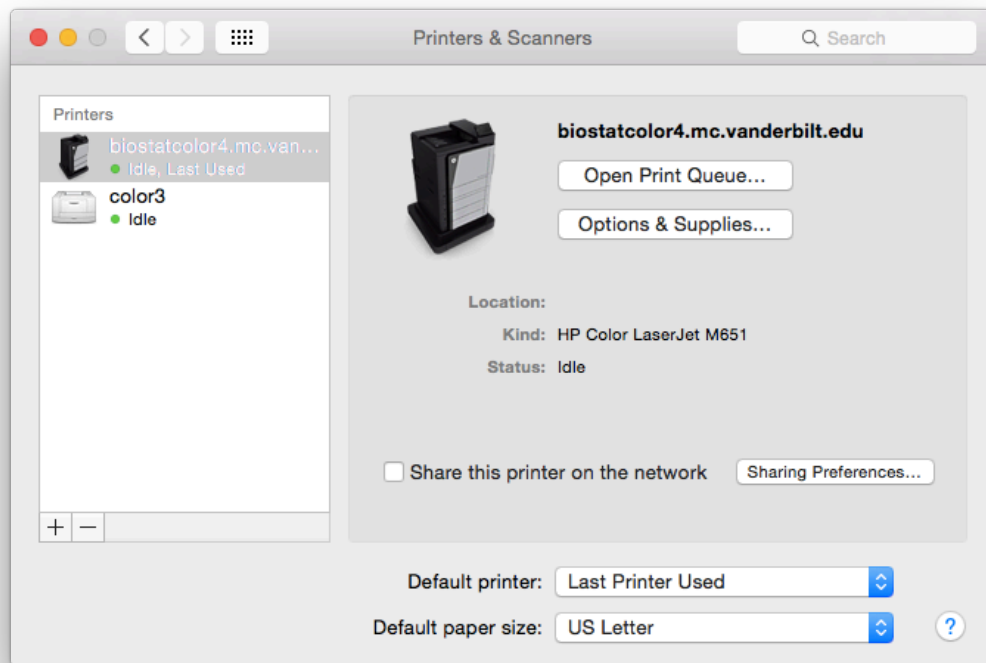 Printers & Scanners
Search
Printers
biostatcolor4.mc.van...
Idle, Last Used
color3
Idle
biostatcolor4.mc.vanderbilt.edu
Open Print Queue...
Options & Supplies...
Location:
Kind: HP Color LaserJet M651
Status: Idle
Share this printer on the network
Sharing Preferences...
+ −
Default printer: Last Printer Used
Default paper size: US Letter
?